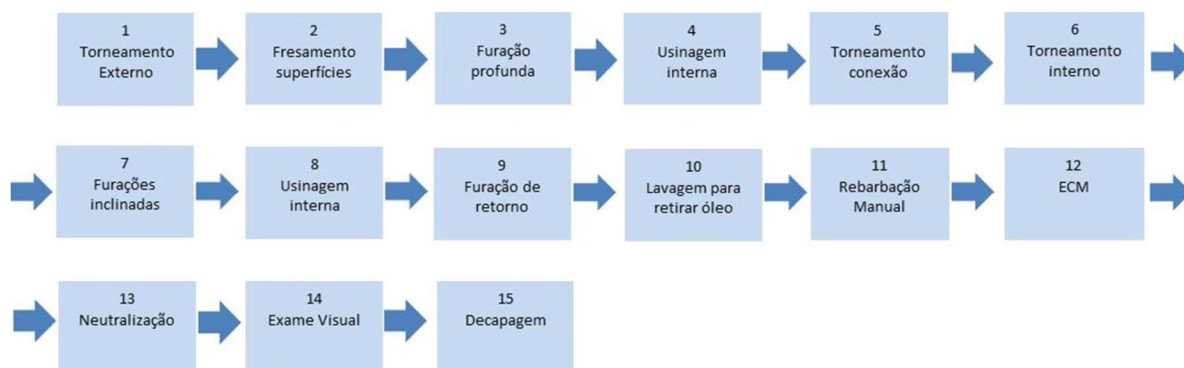 1
Torneamento
Externo
2
Fresamento
superfícies
3
Furação
profunda
4
Usinagem
interna
5
Torneamento
conexão
6
Torneamento
interno
7
Furações
inclinadas
8
Usinagem
interna
9
Furação de
retorno
10
Lavagem para
retirar óleo
11
Rebarbação
Manual
12
ECM
13
Neutralização
14
Exame Visual
15
Decapagem